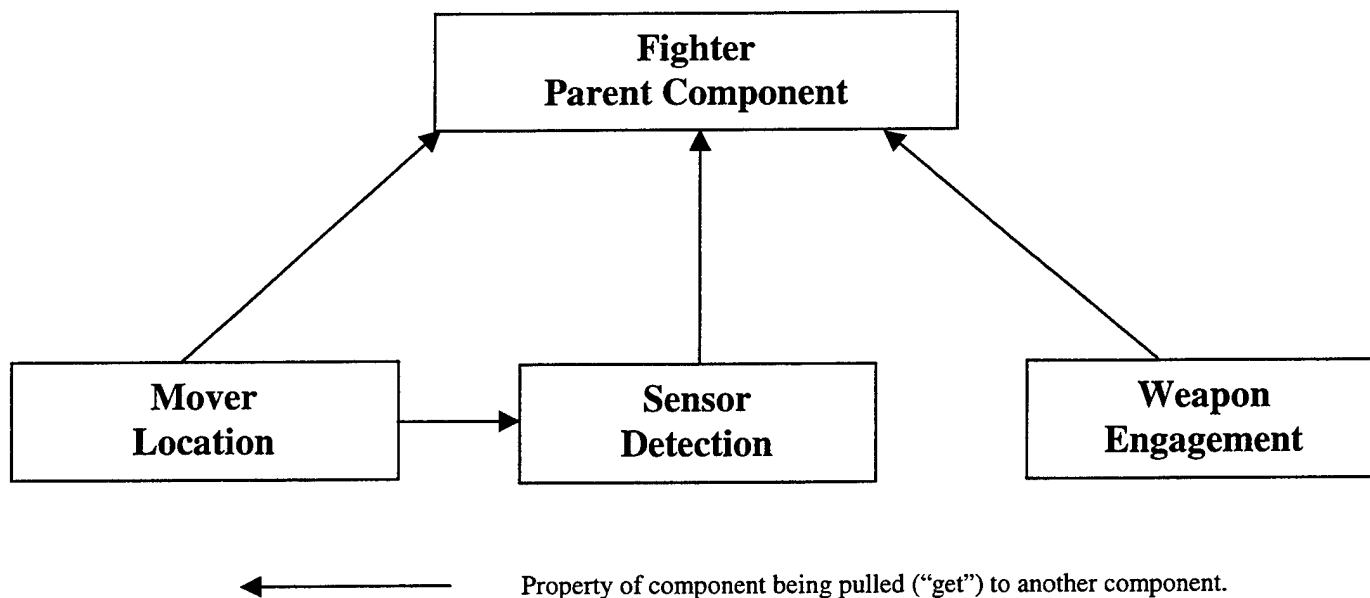 Fighter
Parent Component
Mover
Location
Sensor
Detection
Weapon
Engagement
Property of component being pulled ("get") to another component.